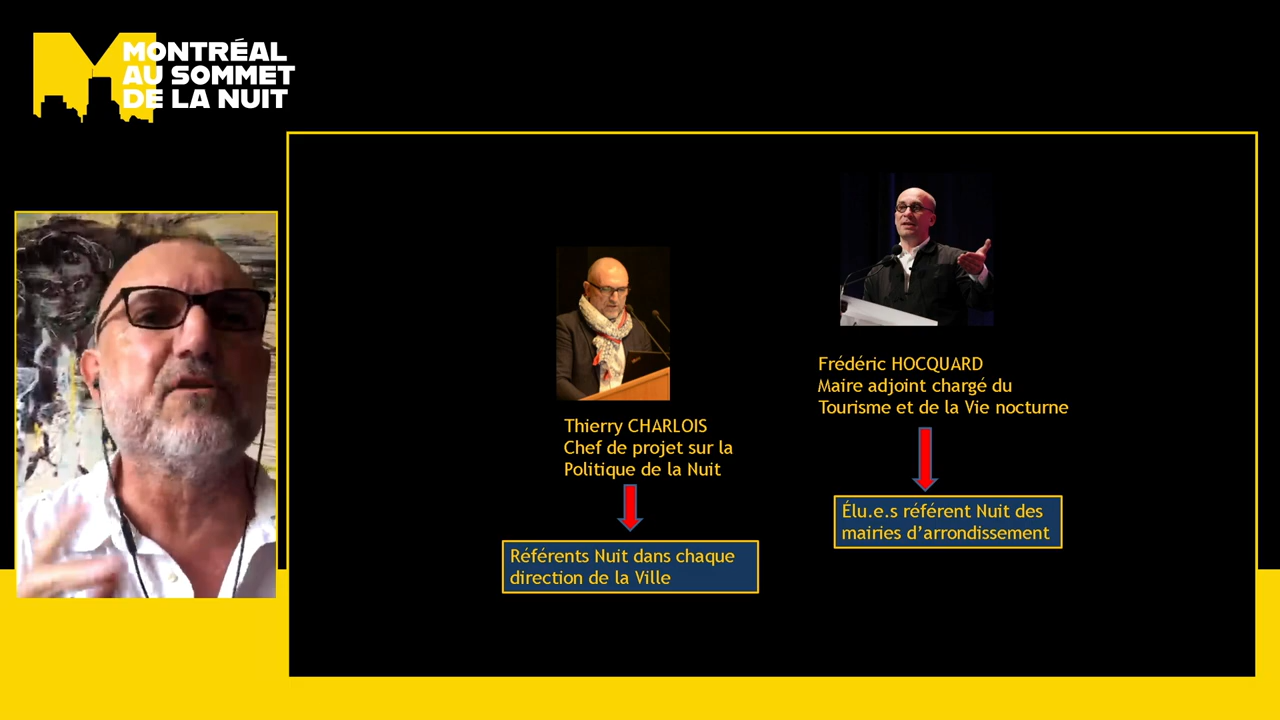 MONTRÉAL
AU SOMMET
DE LA NUIT
Thierry CHARLOIS
Chef de projet sur la
Politique de la Nuit
Référents Nuit dans chaque
direction de la Ville
Frédéric HOCQUARD
Maire adjoint chargé du
Tourisme et de la Vie nocturne
Élu.e.s référent Nuit des
mairies d’arrondissement